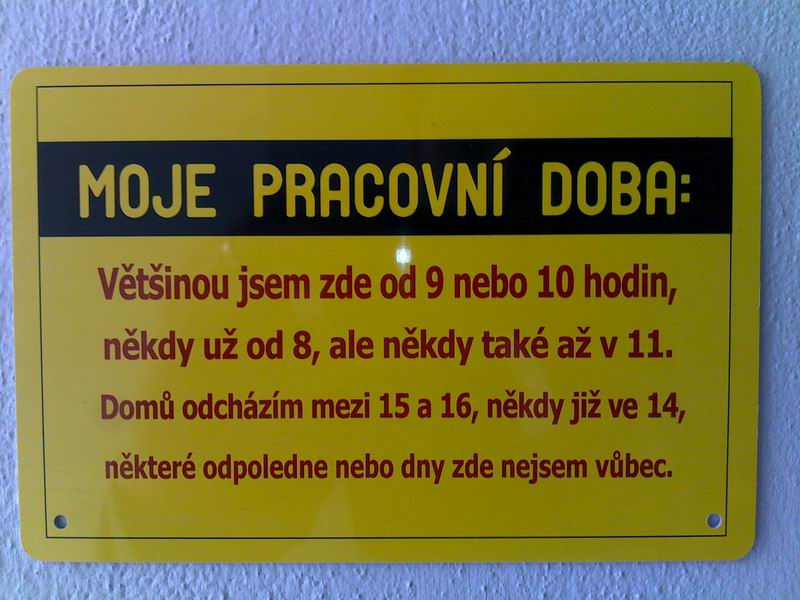 MOJE PRACOVNÍ DOBA:
Většinou jsem zde od 9 nebo 10 hodin,
někdy už od 8, ale někdy také až v 11.
Domů odcházím mezi 15 a 16, někdy již ve 14,
některé odpoledne nebo dny zde nejsem vůbec.